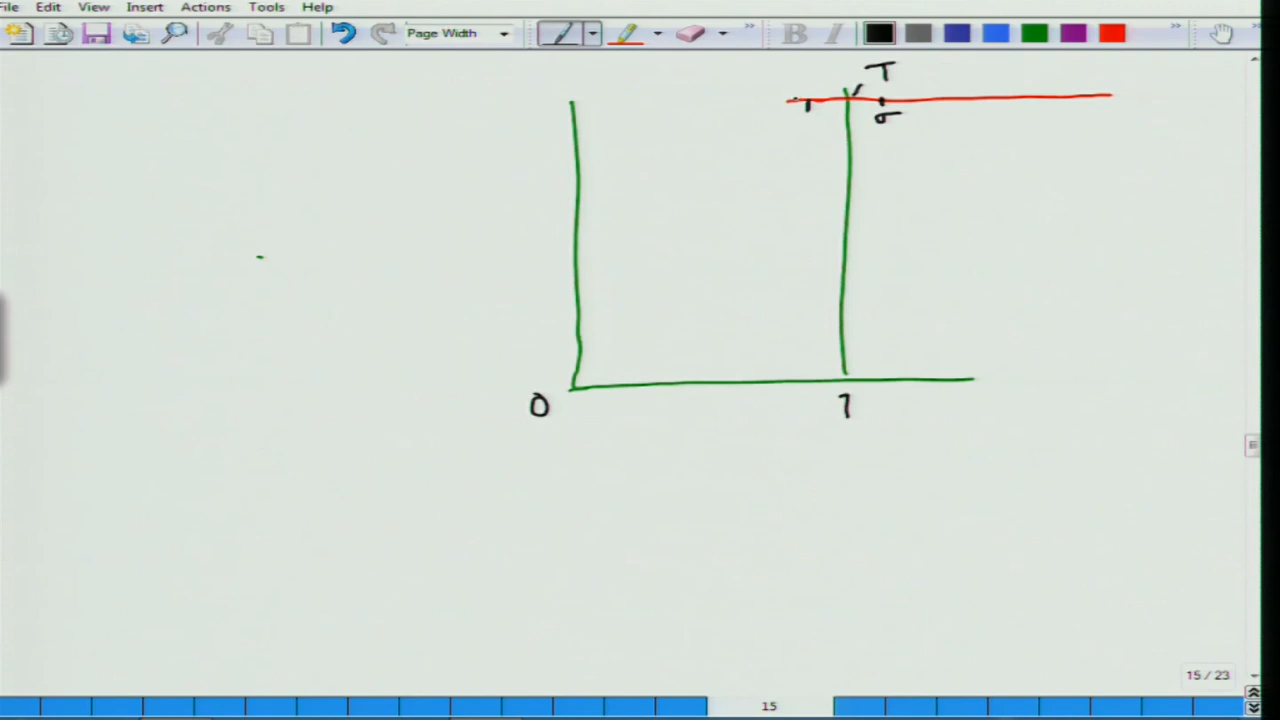 File Edit View Insert Actions Tools Help
Page Width
B I
T
σ
0 1
15 / 23
15